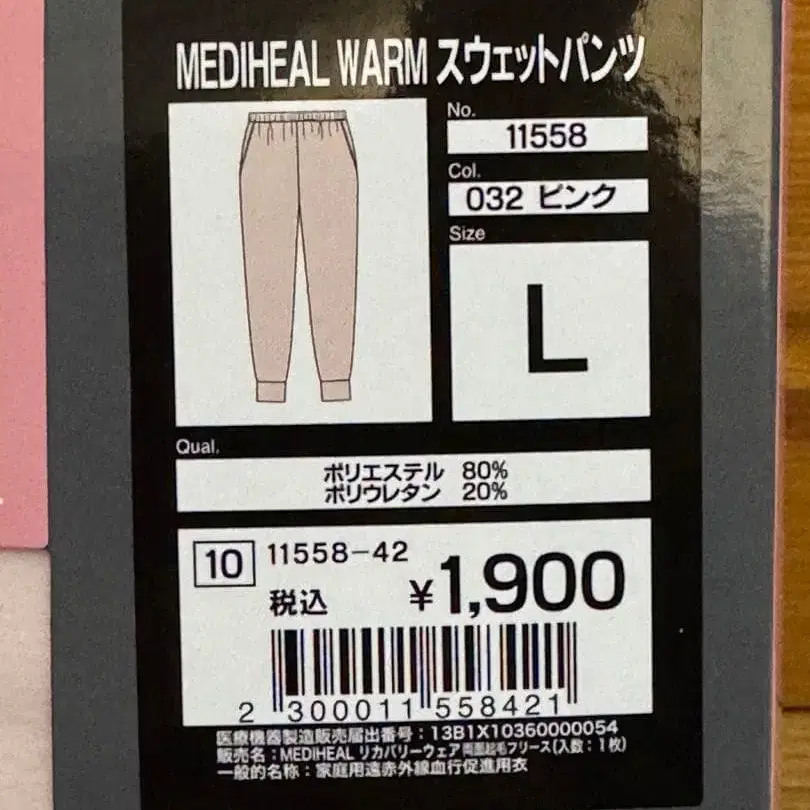 MEDIHEAL WARM スウェットパンツ
No.
11558
Col.
032 ピンク
Size
L
Qual.
ポリエステル 80%
ポリウレタン 20%
10 11558-42
税込 ¥1,900
2 300011 558421
医療機器製造販売届出番号：13B1X10360000054
販売名：MEDIHEAL リカバリーウェア 両面起毛フリース(入数：1枚)
一般的名称：家庭用遠赤外線血行促進用衣